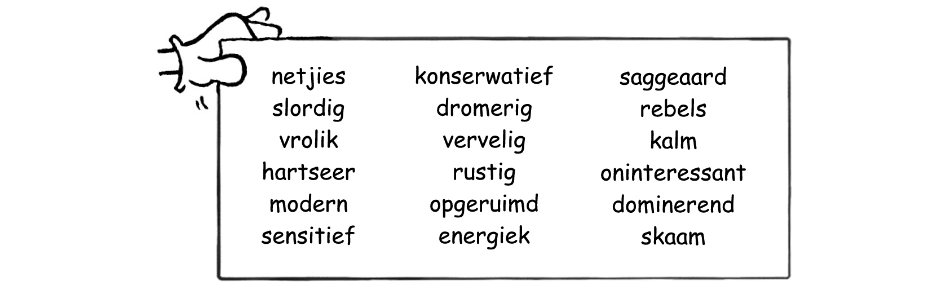 netjies konserwatief saggeaard
slordig dromerig rebels
vrolik vervelig kalm
hartseer rustig oninteressant
modern opgeruimd dominerend
sensitief energiek skaam